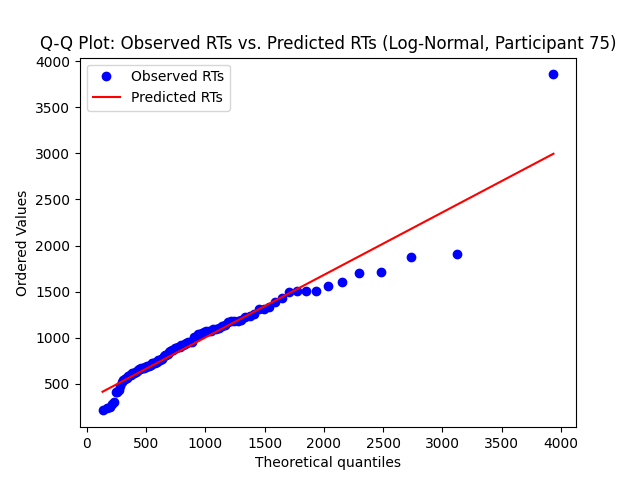 Q-Q Plot: Observed RTs vs. Predicted RTs (Log-Normal, Participant 75)
Observed RTs
Predicted RTs
Ordered Values
4000
3500
3000
2500
2000
1500
1000
500
0 500 1000 1500 2000 2500 3000 3500 4000
Theoretical quantiles